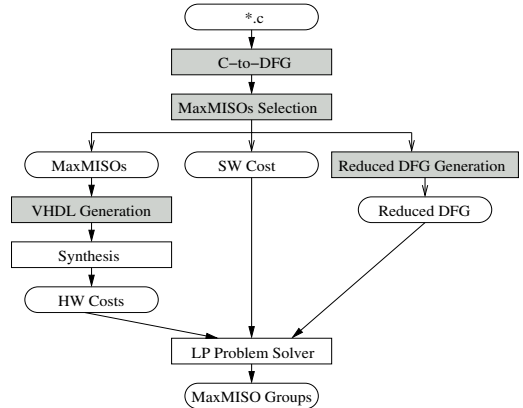 *.c
C−to−DFG
MaxMISOs Selection
MaxMISOs
SW Cost
Reduced DFG Generation
VHDL Generation
Reduced DFG
Synthesis
HW Costs
LP Problem Solver
MaxMISO Groups